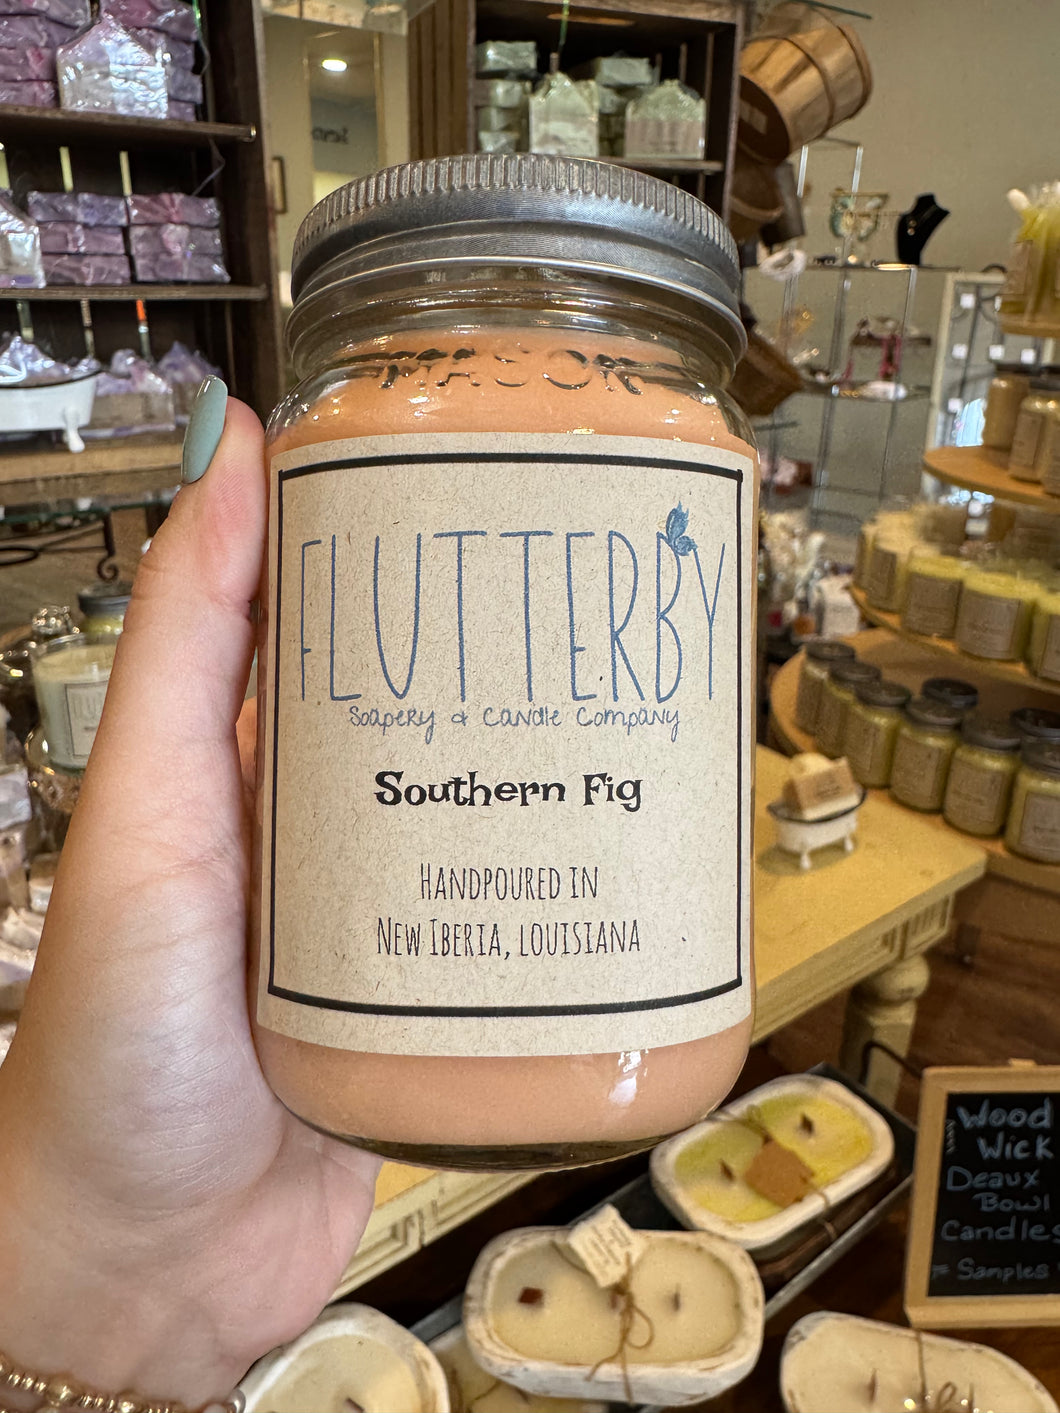 MASON
FLUTTERBY
Soapery & Candle Company
Southern Fig
HANDPOURED IN
NEW IBERIA, LOUISIANA
Wood
Wick
Deaux
Bowl
Candles
Samples